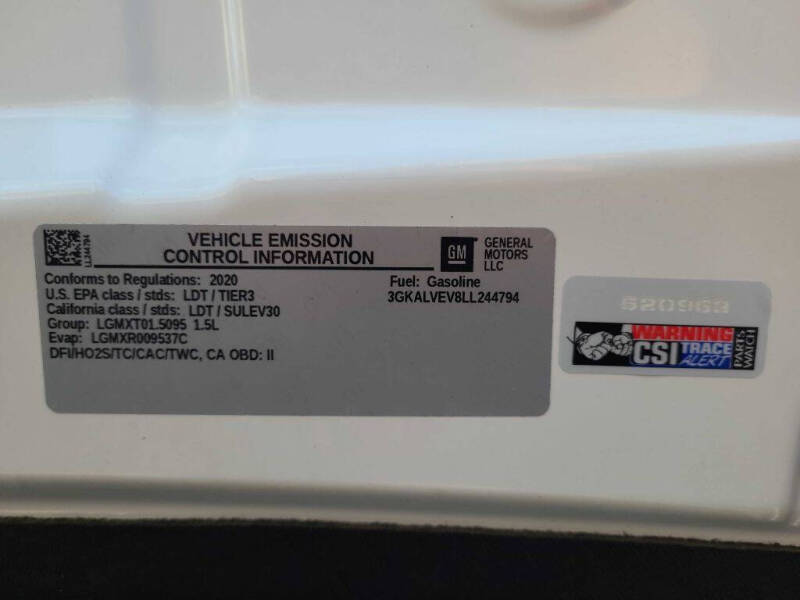 LL244794
VEHICLE EMISSION
CONTROL INFORMATION
GM
GENERAL
MOTORS
LLC
Conforms to Regulations: 2020
U.S. EPA class / stds: LDT / TIER3
California class / stds: LDT / SULEV30
Group: LGMXT01.5095 1.5L
Evap: LGMXR009537C
DFI/HO2S/TC/CAC/TWC, CA OBD: II
Fuel: Gasoline
3GKALVEV8LL244794
520963
WARNING
CSI TRACE
ALERT
PARTS
WATCH